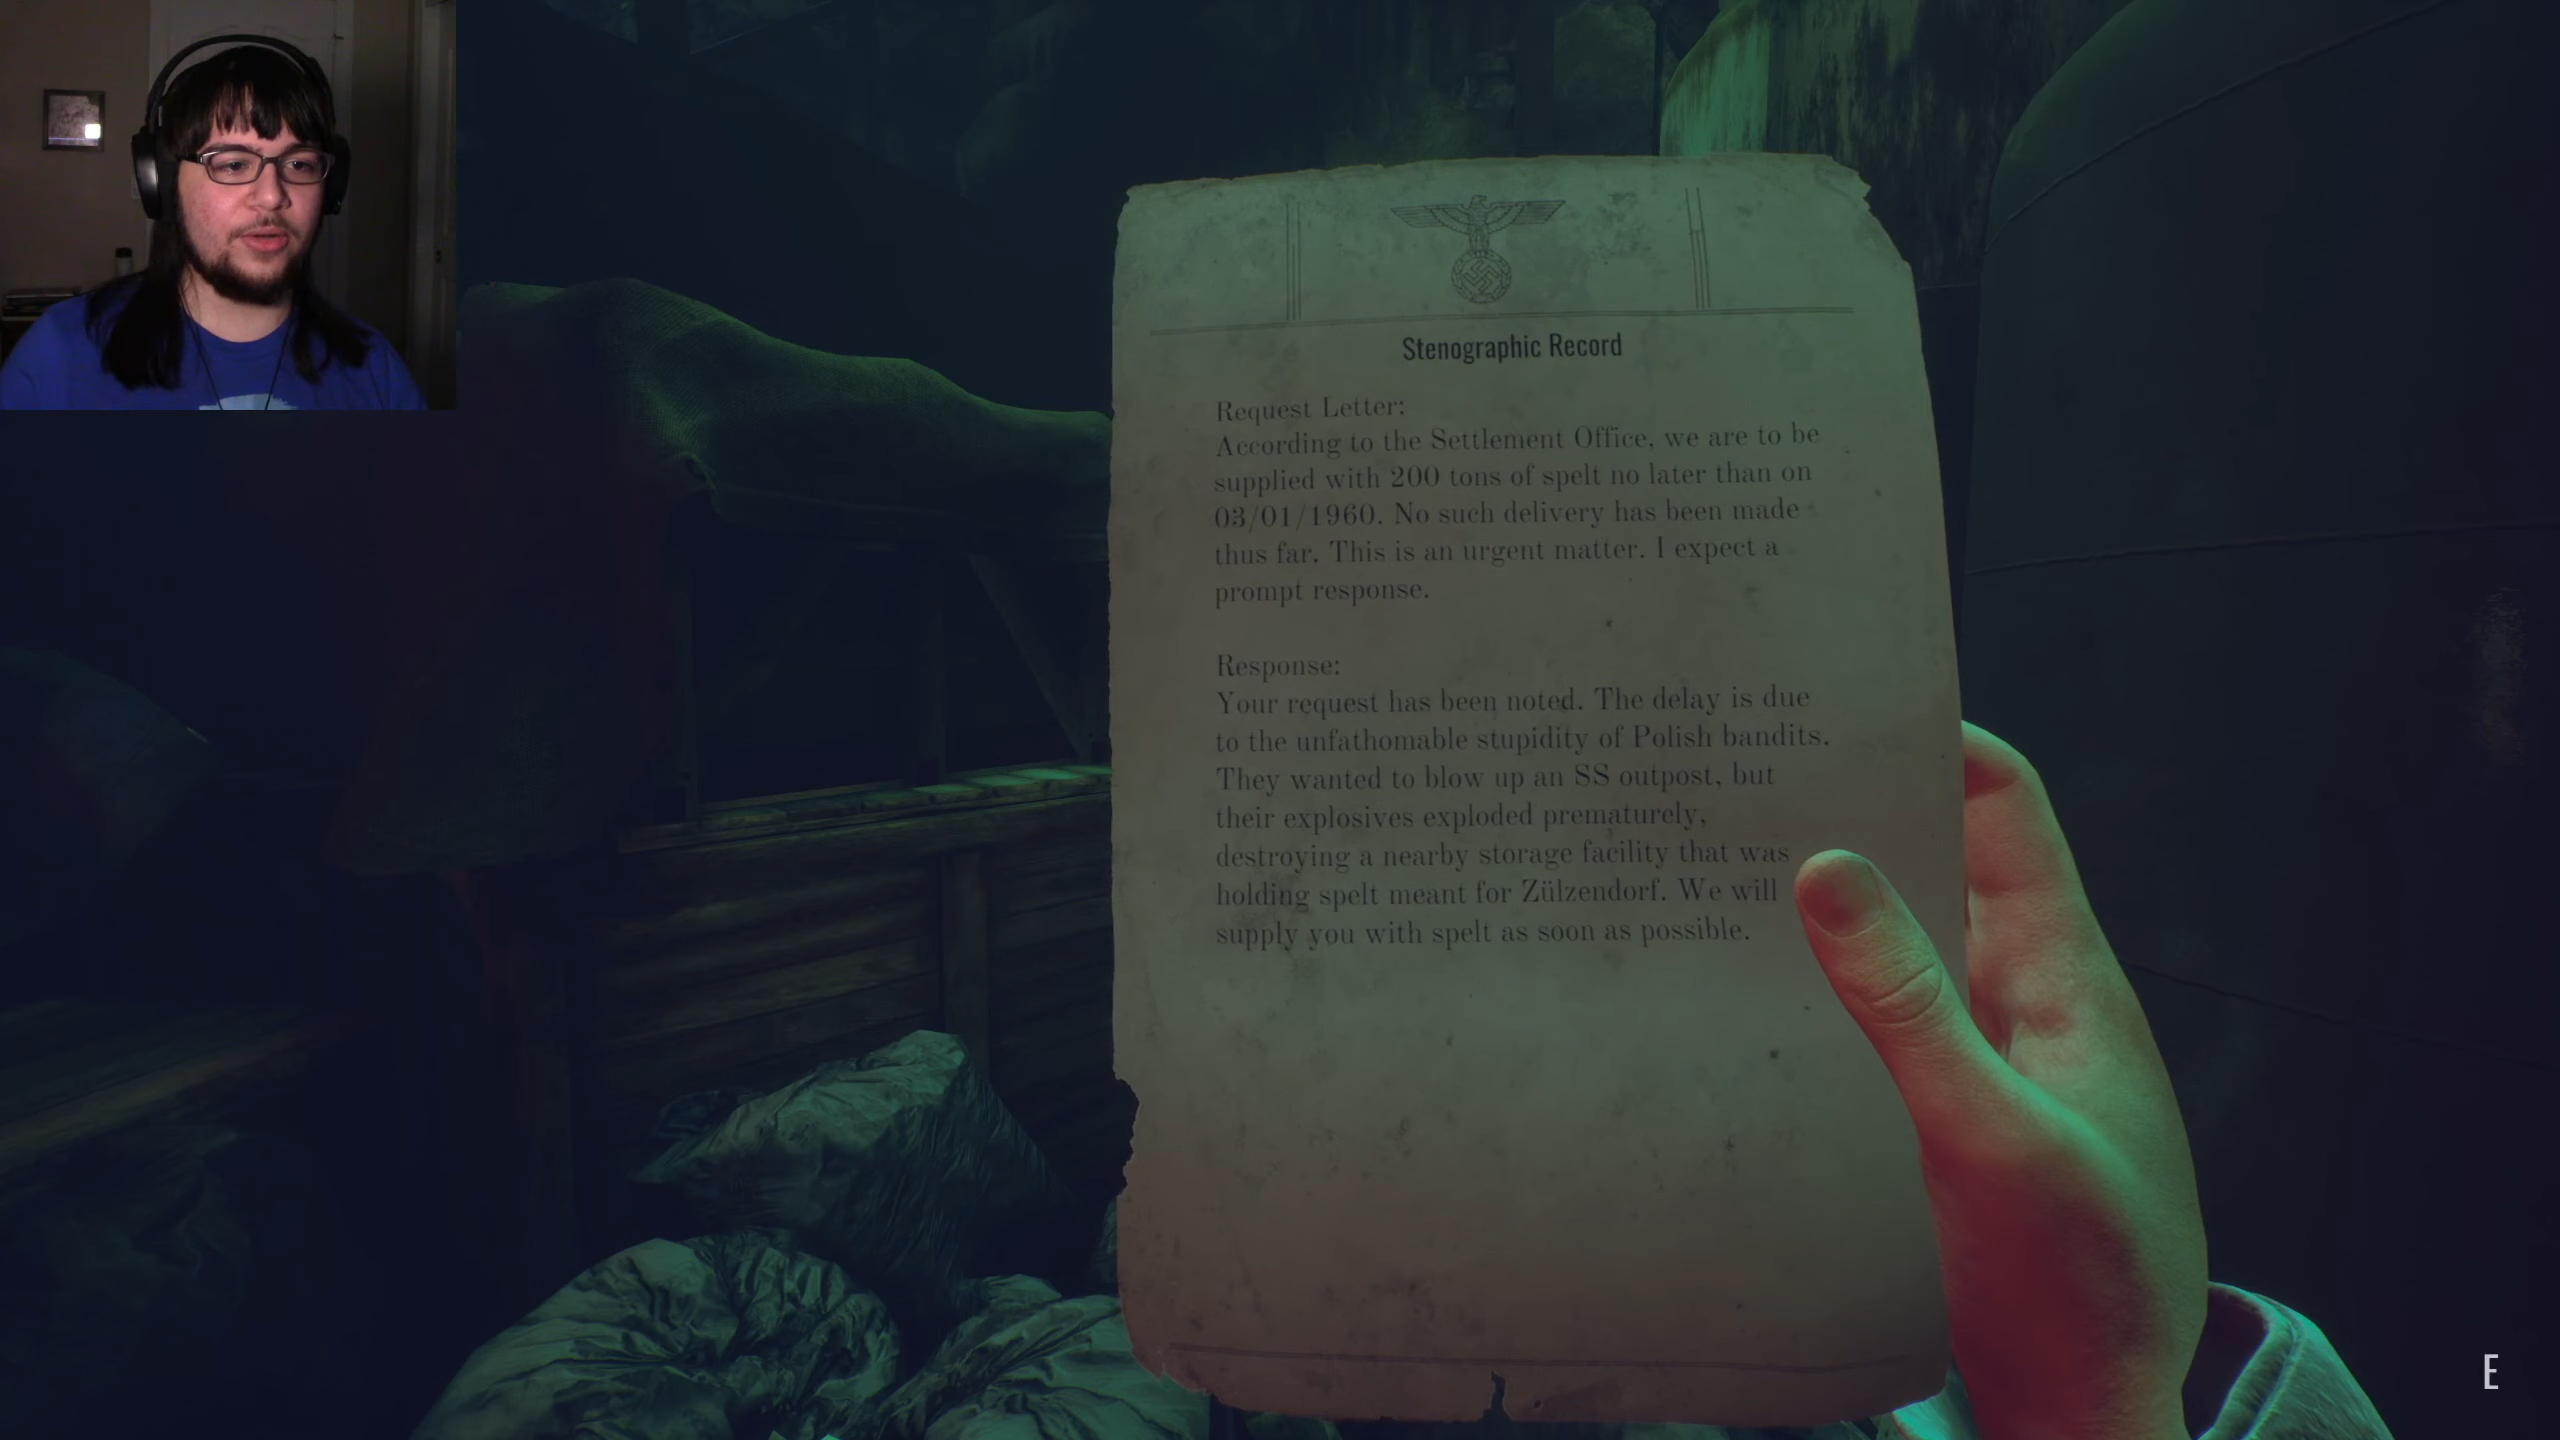 Stenographic Record
Request Letter:
According to the Settlement Office, we are to be
supplied with 200 tons of spelt no later than on
03/01/1960. No such delivery has been made
thus far. This is an urgent matter. I expect a
prompt response.
Response:
Your request has been noted. The delay is due
to the unfathomable stupidity of Polish bandits.
They wanted to blow up an SS outpost, but
their explosives exploded prematurely,
destroying a nearby storage facility that was
holding spelt meant for Zülzendorf. We will
supply you with spelt as soon as possible.
E